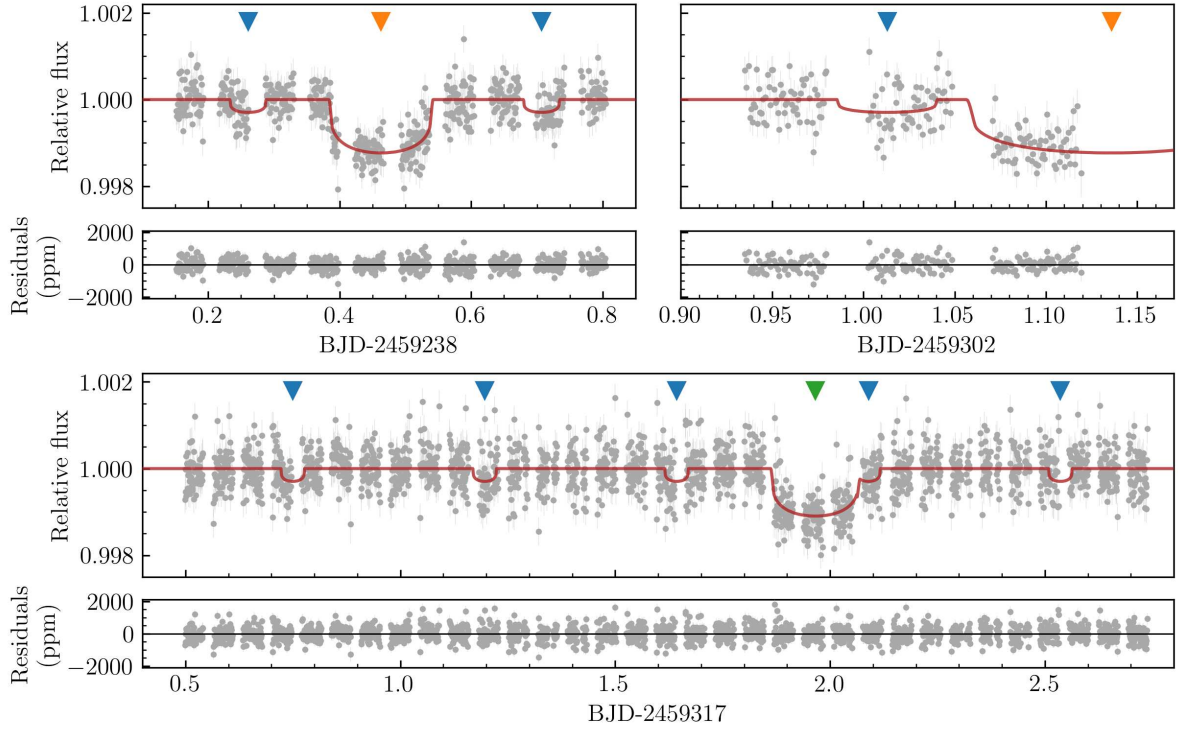 1.002
1.000
0.998
Relative flux
2000
0
−2000
Residuals
(ppm)
0.2 0.4 0.6 0.8
BJD-2459238
0.90 0.95 1.00 1.05 1.10 1.15
BJD-2459302
1.002
1.000
0.998
Relative flux
2000
0
−2000
Residuals
(ppm)
0.5 1.0 1.5 2.0 2.5
BJD-2459317